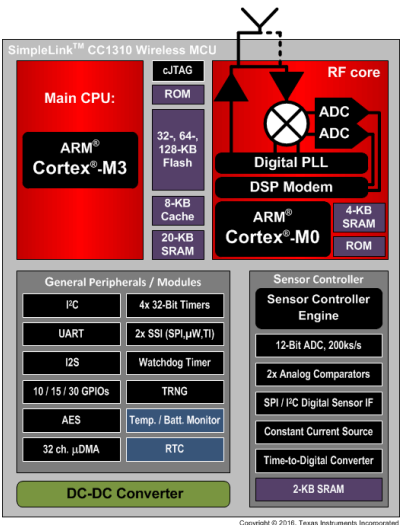 SimpleLink™ CC1310 Wireless MCU
cJTAG
RF core
Main CPU:
ROM
ADC
ADC
ARM®
Cortex®-M3
32-, 64-,
128-KB
Flash
Digital PLL
DSP Modem
8-KB
Cache
ARM®
Cortex®-M0
4-KB
SRAM
20-KB
SRAM
ROM
General Peripherals / Modules
I²C
4x 32-Bit Timers
UART
2x SSI (SPI,µW,TI)
I2S
Watchdog Timer
10 / 15 / 30 GPIOs
TRNG
AES
Temp. / Batt. Monitor
32 ch. µDMA
RTC
Sensor Controller
Sensor Controller
Engine
12-Bit ADC, 200ks/s
2x Analog Comparators
SPI / I²C Digital Sensor IF
Constant Current Source
Time-to-Digital Converter
2-KB SRAM
DC-DC Converter
Copyright © 2016, Texas Instruments Incorporated